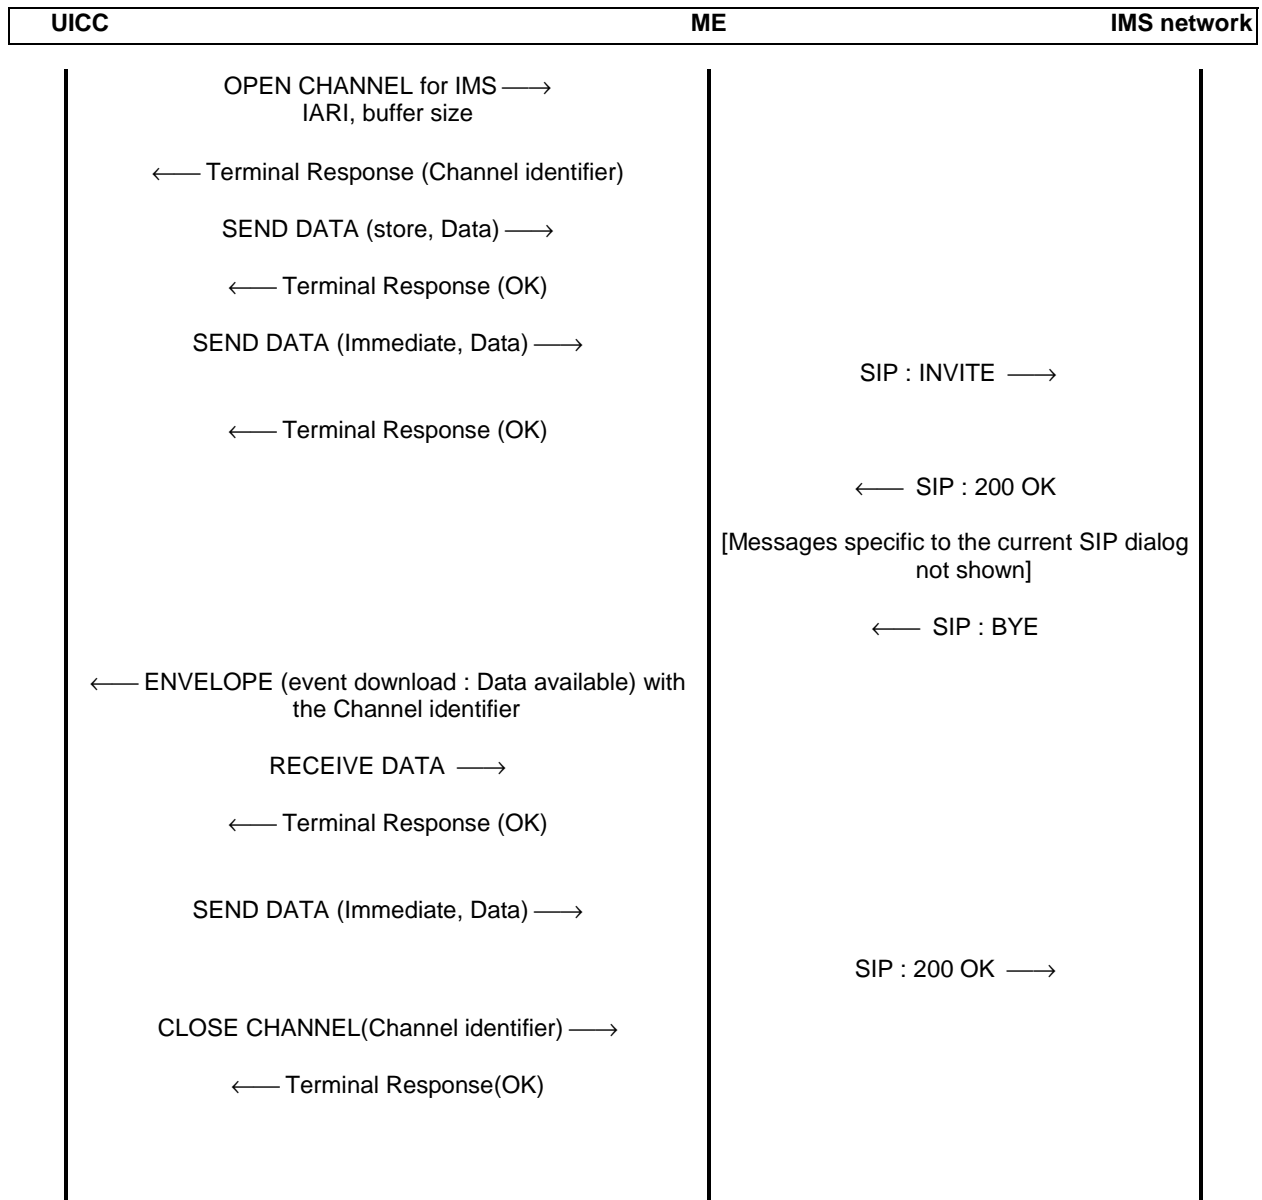 UICC ME IMS network
OPEN CHANNEL for IMS ⟶
IARI, buffer size
⟵ Terminal Response (Channel identifier)
SEND DATA (store, Data) ⟶
⟵ Terminal Response (OK)
SEND DATA (Immediate, Data) ⟶
SIP : INVITE ⟶
⟵ Terminal Response (OK)
⟵ SIP : 200 OK
[Messages specific to the current SIP dialog
not shown]
⟵ SIP : BYE
⟵ ENVELOPE (event download : Data available) with
the Channel identifier
RECEIVE DATA ⟶
⟵ Terminal Response (OK)
SEND DATA (Immediate, Data) ⟶
SIP : 200 OK ⟶
CLOSE CHANNEL(Channel identifier) ⟶
⟵ Terminal Response(OK)